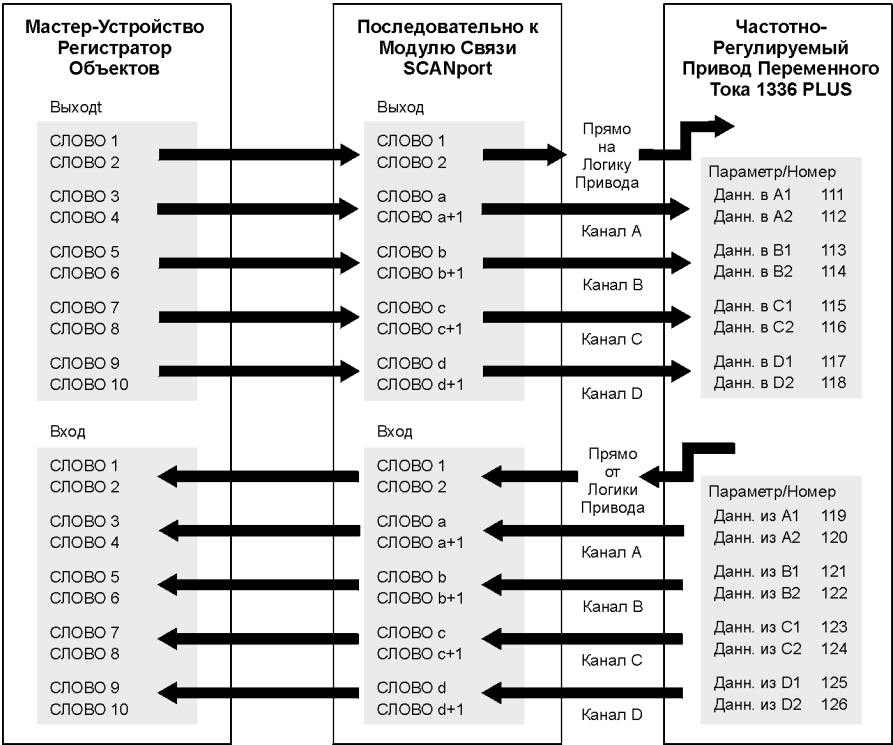 Мастер-Устройство
Регистратор
Объектов
Последовательно к
Модулю Связи
SCANport
Частотно-
Регулируемый
Привод Переменного
Тока 1336 PLUS
Выходt
СЛОВО 1
СЛОВО 2
СЛОВО 3
СЛОВО 4
СЛОВО 5
СЛОВО 6
СЛОВО 7
СЛОВО 8
СЛОВО 9
СЛОВО 10
Выход
СЛОВО 1
СЛОВО 2
СЛОВО a
СЛОВО a+1
СЛОВО b
СЛОВО b+1
СЛОВО c
СЛОВО c+1
СЛОВО d
СЛОВО d+1
Прямо
на
Логику
Привода
Канал A
Канал B
Канал C
Канал D
Параметр/Номер
Данн. в A1 111
Данн. в A2 112
Данн. в B1 113
Данн. в B2 114
Данн. в C1 115
Данн. в C2 116
Данн. в D1 117
Данн. в D2 118
Вход
СЛОВО 1
СЛОВО 2
СЛОВО 3
СЛОВО 4
СЛОВО 5
СЛОВО 6
СЛОВО 7
СЛОВО 8
СЛОВО 9
СЛОВО 10
Вход
СЛОВО 1
СЛОВО 2
СЛОВО a
СЛОВО a+1
СЛОВО b
СЛОВО b+1
СЛОВО c
СЛОВО c+1
СЛОВО d
СЛОВО d+1
Прямо
от
Логики
Привода
Канал A
Канал B
Канал C
Канал D
Параметр/Номер
Данн. из A1 119
Данн. из A2 120
Данн. из B1 121
Данн. из B2 122
Данн. из C1 123
Данн. из C2 124
Данн. из D1 125
Данн. из D2 126